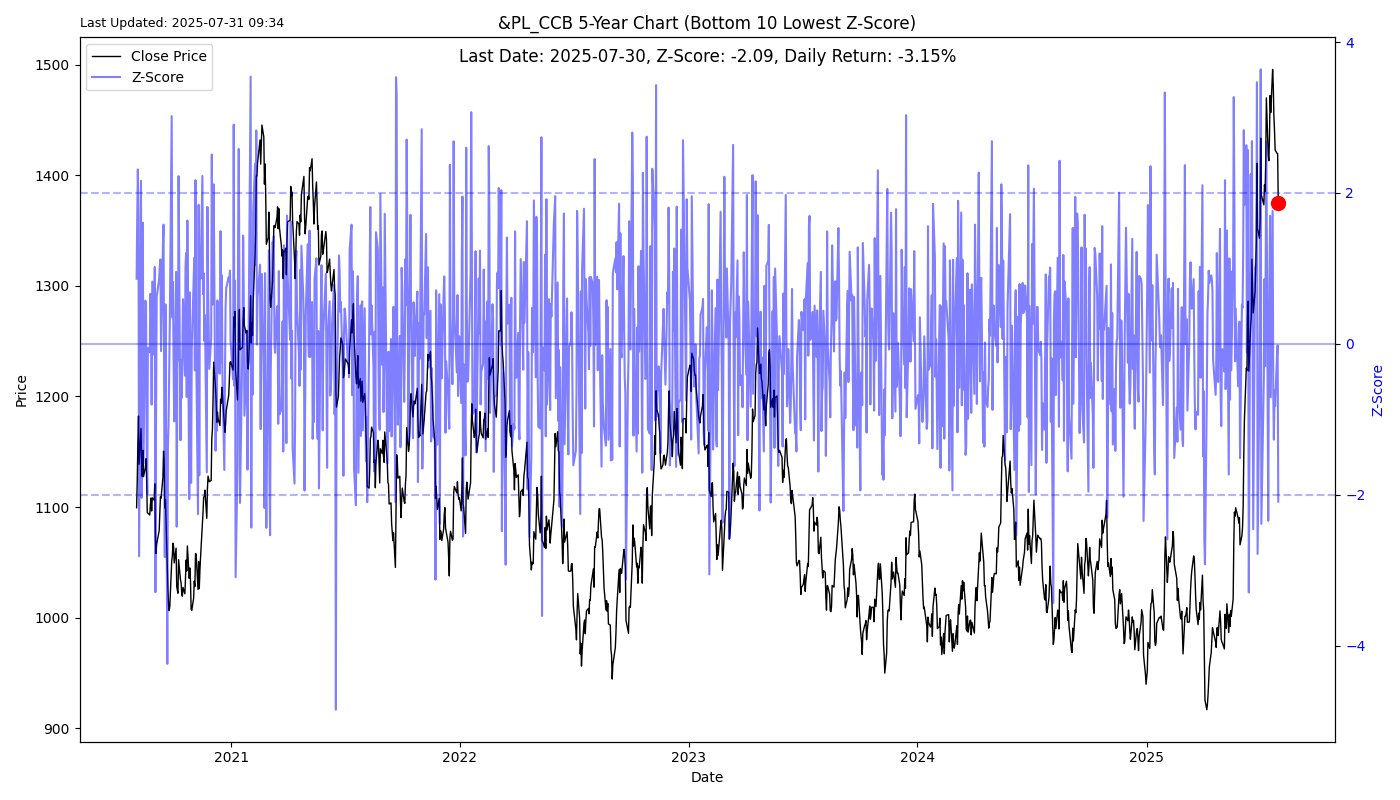 Last Updated: 2025-07-31 09:34
&PL_CCB 5-Year Chart (Bottom 10 Lowest Z-Score)
Last Date: 2025-07-30, Z-Score: -2.09, Daily Return: -3.15%
Close Price
Z-Score
1500
1400
1300
1200
1100
1000
900
Price
4
2
0
−2
−4
Z-Score
2021
2022
2023
2024
2025
Date